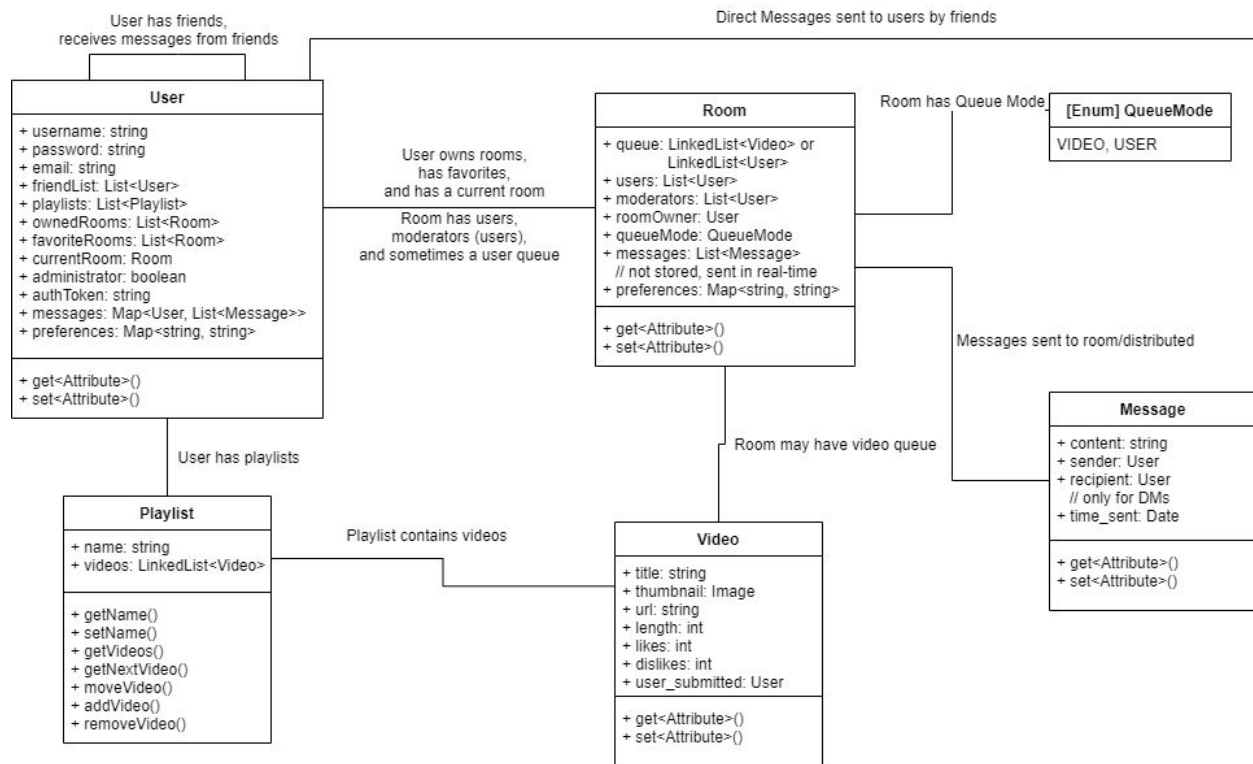 User has friends,
receives messages from friends
Direct Messages sent to users by friends
User
+ username: string
+ password: string
+ email: string
+ friendList: List<User>
+ playlists: List<Playlist>
+ ownedRooms: List<Room>
+ favoriteRooms: List<Room>
+ currentRoom: Room
+ administrator: boolean
+ authToken: string
+ messages: Map<User, List<Message>>
+ preferences: Map<string, string>
+ get<Attribute>()
+ set<Attribute>()
User owns rooms,
has favorites,
and has a current room
Room has users,
moderators (users),
and sometimes a user queue
Room
+ queue: LinkedList<Video> or
LinkedList<User>
+ users: List<User>
+ moderators: List<User>
+ roomOwner: User
+ queueMode: QueueMode
+ messages: List<Message>
// not stored, sent in real-time
+ preferences: Map<string, string>
+ get<Attribute>()
+ set<Attribute>()
Room has Queue Mode
[Enum] QueueMode
VIDEO, USER
Messages sent to room/distributed
Message
+ content: string
+ sender: User
+ recipient: User
// only for DMs
+ time_sent: Date
+ get<Attribute>()
+ set<Attribute>()
User has playlists
Room may have video queue
Playlist
+ name: string
+ videos: LinkedList<Video>
+ getName()
+ setName()
+ getVideos()
+ getNextVideo()
+ moveVideo()
+ addVideo()
+ removeVideo()
Playlist contains videos
Video
+ title: string
+ thumbnail: Image
+ url: string
+ length: int
+ likes: int
+ dislikes: int
+ user_submitted: User
+ get<Attribute>()
+ set<Attribute>()